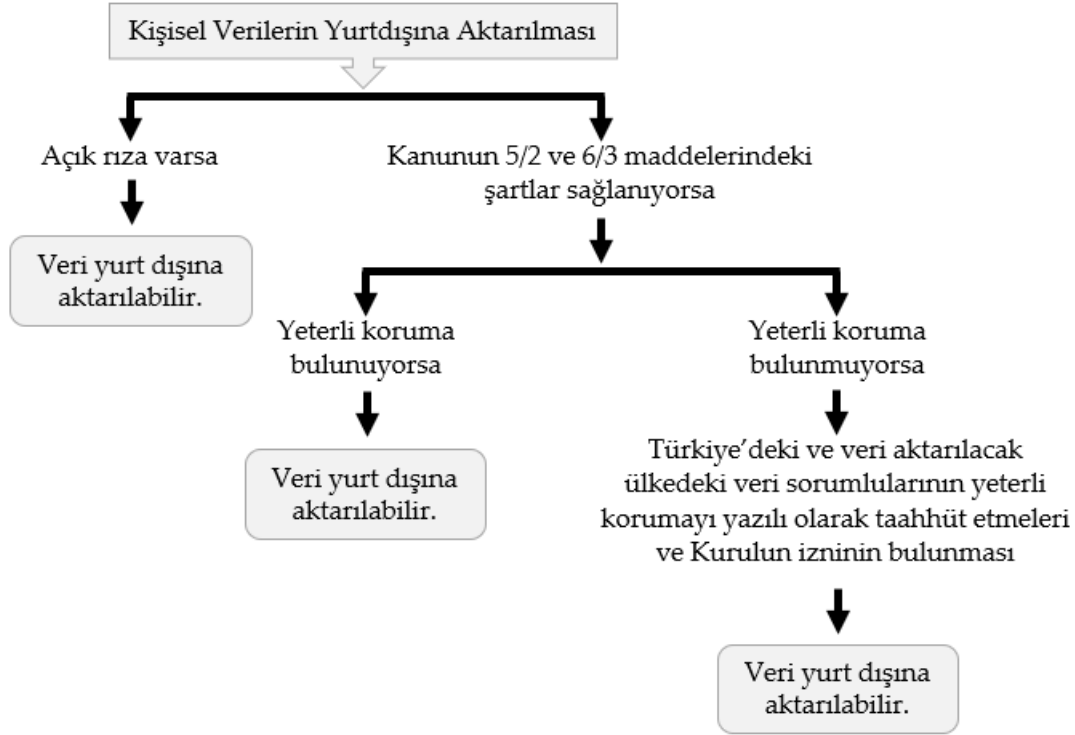 Kişisel Verilerin Yurtdışına Aktarılması
Açık rıza varsa
Kanunun 5/2 ve 6/3 maddelerindeki
şartlar sağlanıyorsa
Veri yurt dışına
aktarılabilir.
Yeterli koruma
bulunuyorsa
Yeterli koruma
bulunmuyorsa
Veri yurt dışına
aktarılabilir.
Türkiye’deki ve veri aktarılacak
ülkedeki veri sorumlularının yeterli
korumayı yazılı olarak taahhüt etmeleri
ve Kurulun izninin bulunması
Veri yurt dışına
aktarılabilir.